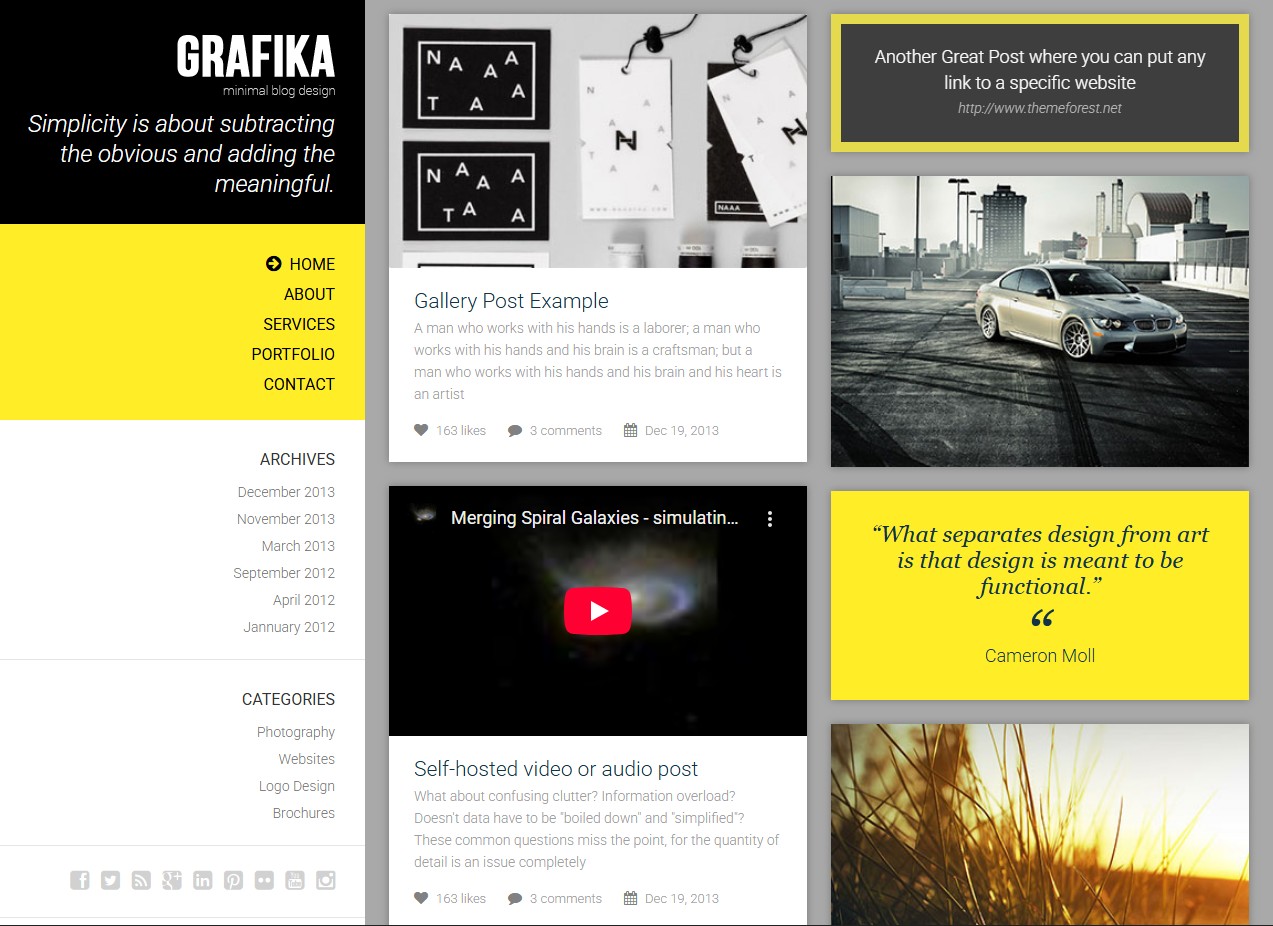 GRAFIKA
minimal blog design
Simplicity is about subtracting
the obvious and adding the
meaningful.
HOME
ABOUT
SERVICES
PORTFOLIO
CONTACT
ARCHIVES
December 2013
November 2013
March 2013
September 2012
April 2012
Jannuary 2012
CATEGORIES
Photography
Websites
Logo Design
Brochures
N A A A
T A A
N A A A
T A A
N
NAAA
Gallery Post Example
A man who works with his hands is a laborer; a man who
works with his hands and his brain is a craftsman; but a
man who works with his hands and his brain and his heart is
an artist
163 likes 3 comments Dec 19, 2013
Merging Spiral Galaxies - simulatin...
Self-hosted video or audio post
What about confusing clutter? Information overload?
Doesn't data have to be "boiled down" and "simplified"?
These common questions miss the point, for the quantity of
detail is an issue completely
163 likes 3 comments Dec 19, 2013
Another Great Post where you can put any
link to a specific website
http://www.themeforest.net
“What separates design from art
is that design is meant to be
functional.”
“
Cameron Moll